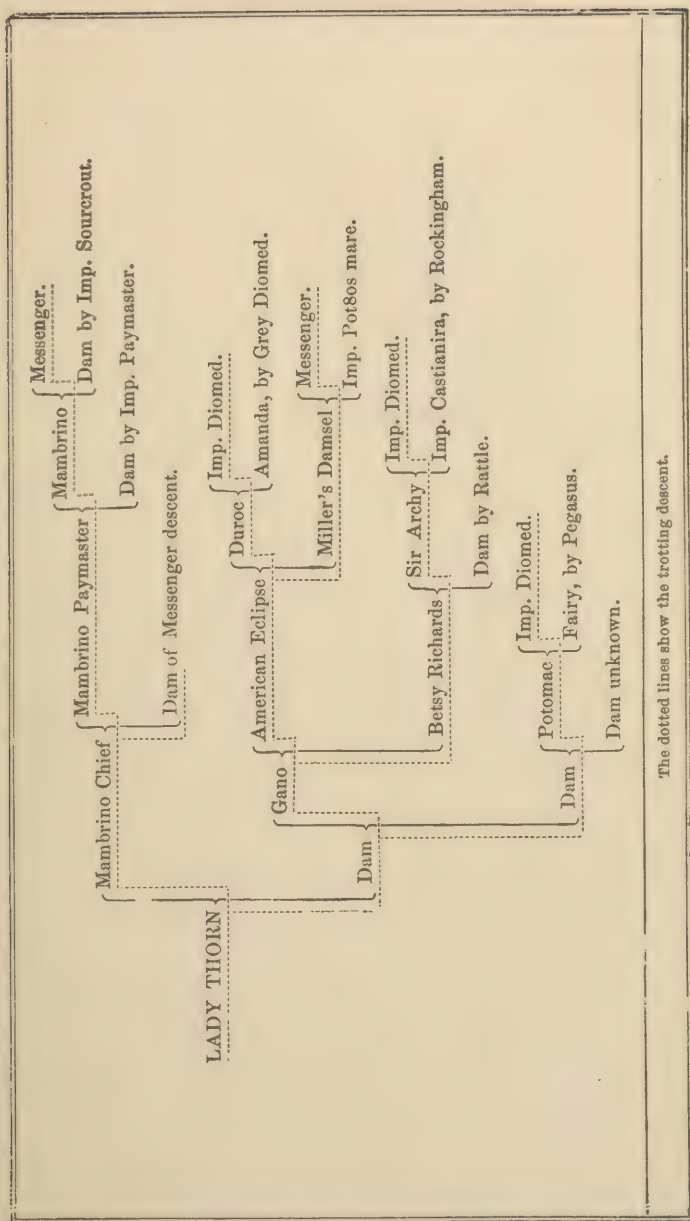 Messenger.
Mambrino
Dam by Imp. Sourcrout.
Mambrino Paymaster
Dam by Imp. Paymaster.
Mambrino Chief
Dam of Messenger descent.
LADY THORN
Imp. Diomed.
Duroc
Amanda, by Grey Diomed.
American Eclipse
Messenger.
Miller's Damsel
Imp. Pot8os mare.
Gano
Imp. Diomed.
Sir Archy
Imp. Castianira, by Rockingham.
Betsy Richards
Dam by Rattle.
Dam
Imp. Diomed.
Potomac
Fairy, by Pegasus.
Dam
Dam unknown.
The dotted lines show the trotting descent.